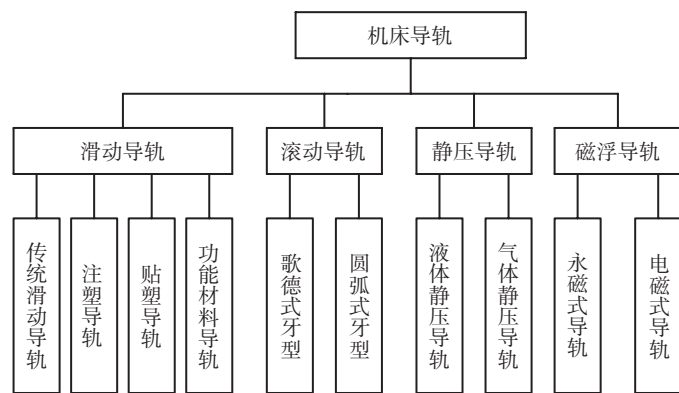 机床导轨
滑动导轨
滚动导轨
静压导轨
磁浮导轨
传统滑动导轨
注塑导轨
贴塑导轨
功能材料导轨
歌德式牙型
圆弧式牙型
液体静压导轨
气体静压导轨
永磁式导轨
电磁式导轨